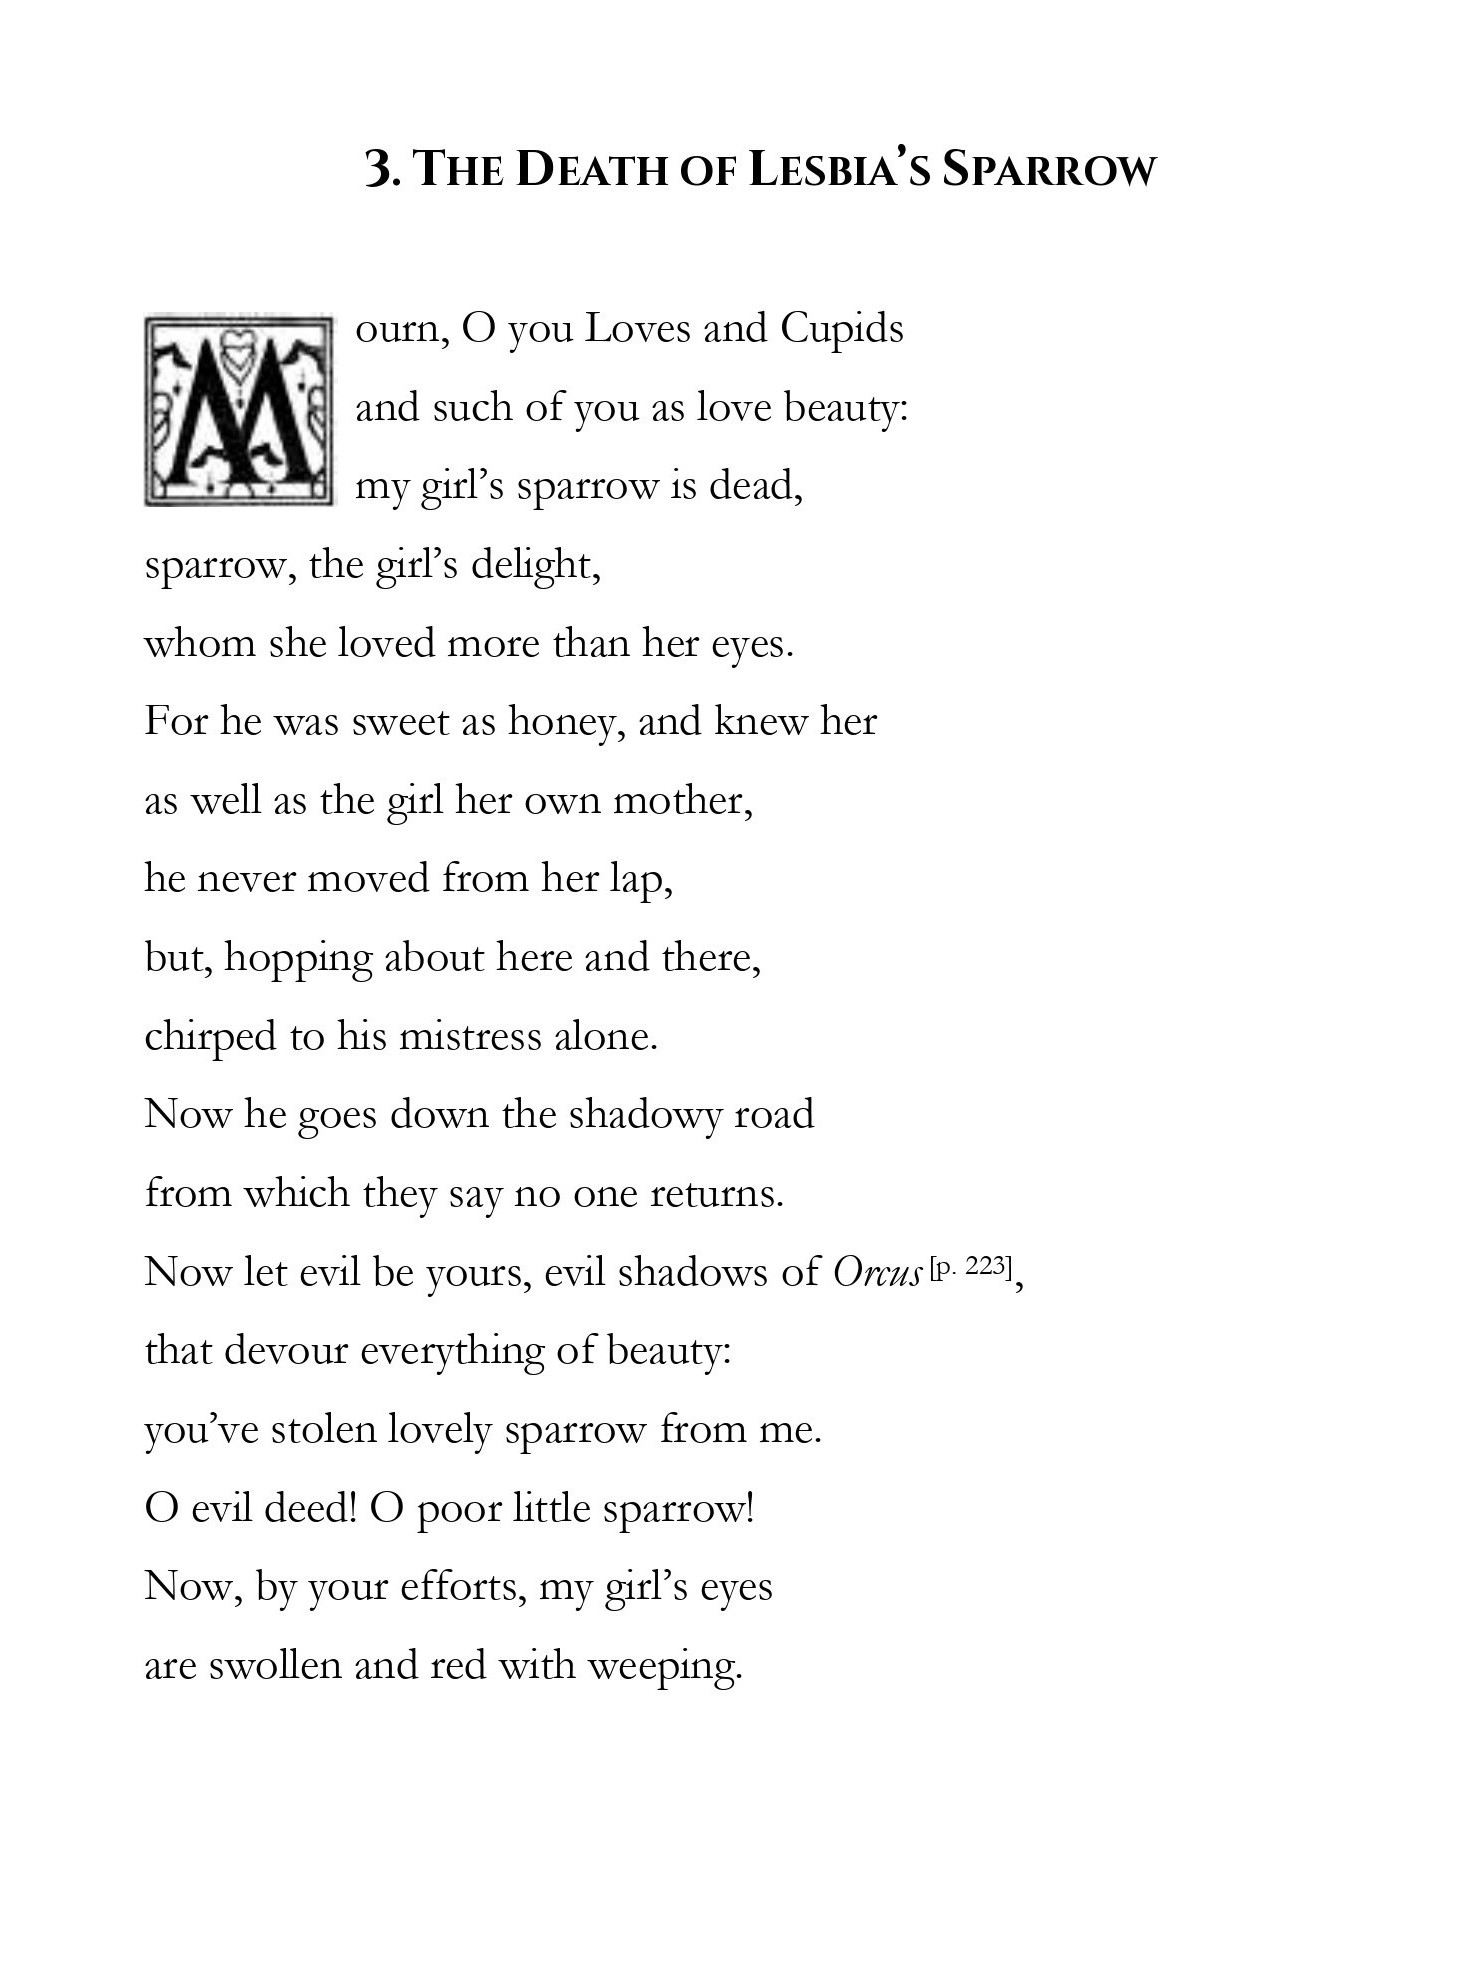 3. The Death of Lesbia’s Sparrow
Mourn, O you Loves and Cupids
and such of you as love beauty:
my girl’s sparrow is dead,
sparrow, the girl’s delight,
whom she loved more than her eyes.
For he was sweet as honey, and knew her
as well as the girl her own mother,
he never moved from her lap,
but, hopping about here and there,
chirped to his mistress alone.
Now he goes down the shadowy road
from which they say no one returns.
Now let evil be yours, evil shadows of Orcus [p. 223],
that devour everything of beauty:
you’ve stolen lovely sparrow from me.
O evil deed! O poor little sparrow!
Now, by your efforts, my girl’s eyes
are swollen and red with weeping.